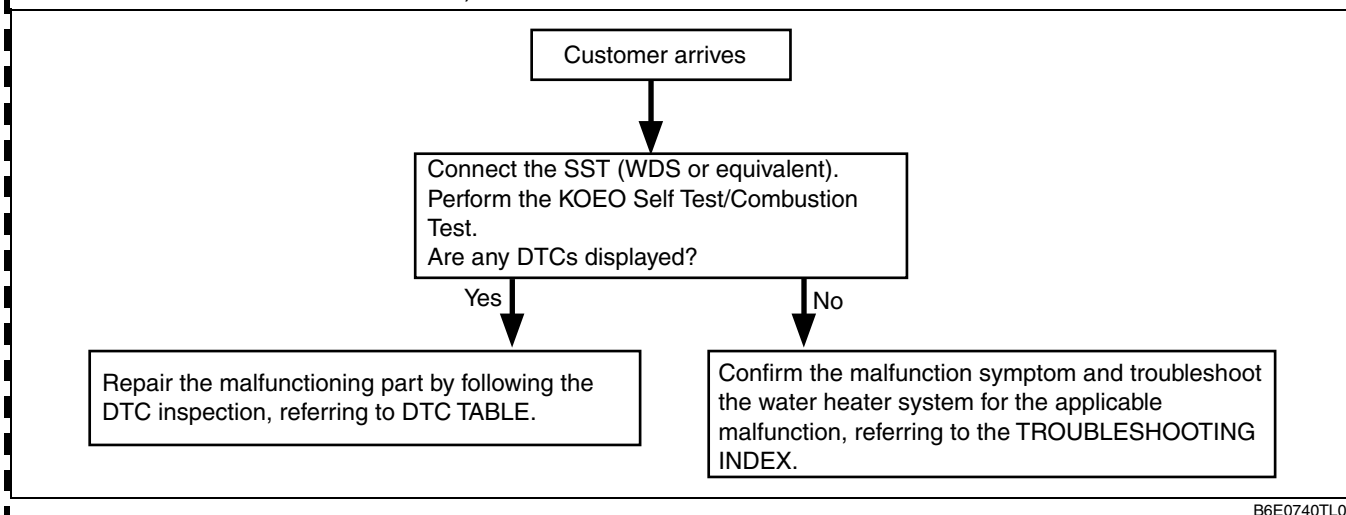 Customer arrives
Connect the SST (WDS or equivalent).
Perform the KOEO Self Test/Combustion
Test.
Are any DTCs displayed?
Yes
No
Repair the malfunctioning part by following the
DTC inspection, referring to DTC TABLE.
Confirm the malfunction symptom and troubleshoot
the water heater system for the applicable
malfunction, referring to the TROUBLESHOOTING
INDEX.